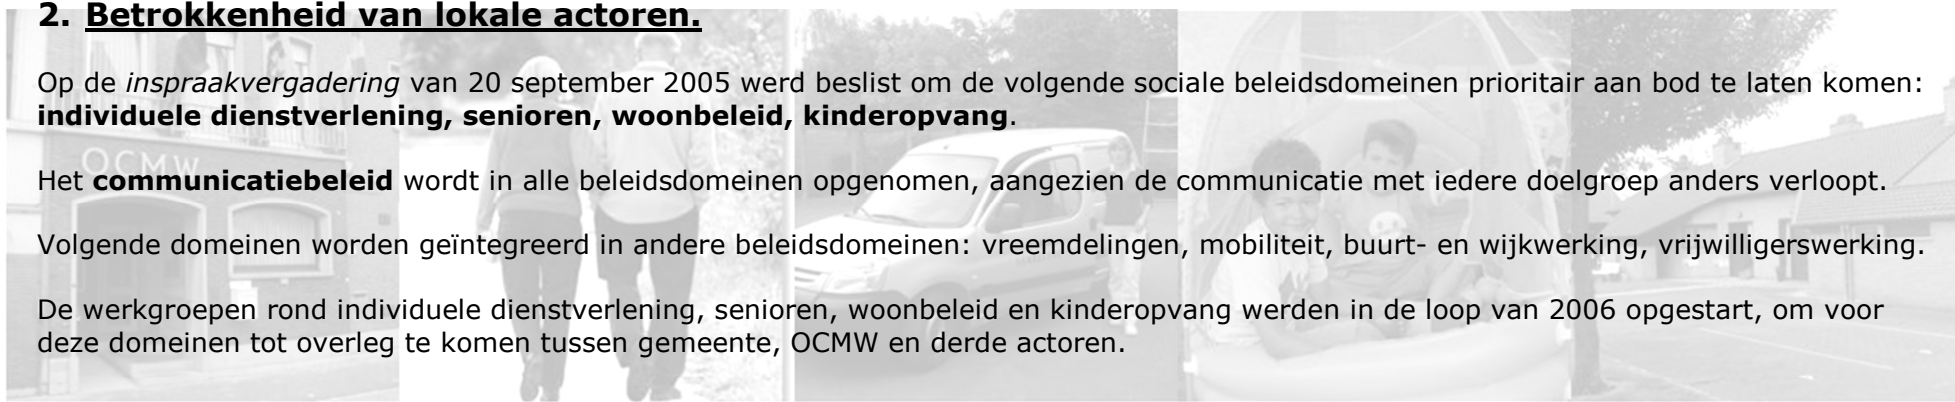 2. Betrokkenheid van lokale actoren.
Op de inspraakvergadering van 20 september 2005 werd beslist om de volgende sociale beleidsdomeinen prioritair aan bod te laten komen:
individuele dienstverlening, senioren, woonbeleid, kinderopvang.
OCMW
Het communicatiebeleid wordt in alle beleidsdomeinen opgenomen, aangezien de communicatie met iedere doelgroep anders verloopt.
Volgende domeinen worden geïntegreerd in andere beleidsdomeinen: vreemdelingen, mobiliteit, buurt- en wijkwerking, vrijwilligerswerking.
De werkgroepen rond individuele dienstverlening, senioren, woonbeleid en kinderopvang werden in de loop van 2006 opgestart, om voor
deze domeinen tot overleg te komen tussen gemeente, OCMW en derde actoren.